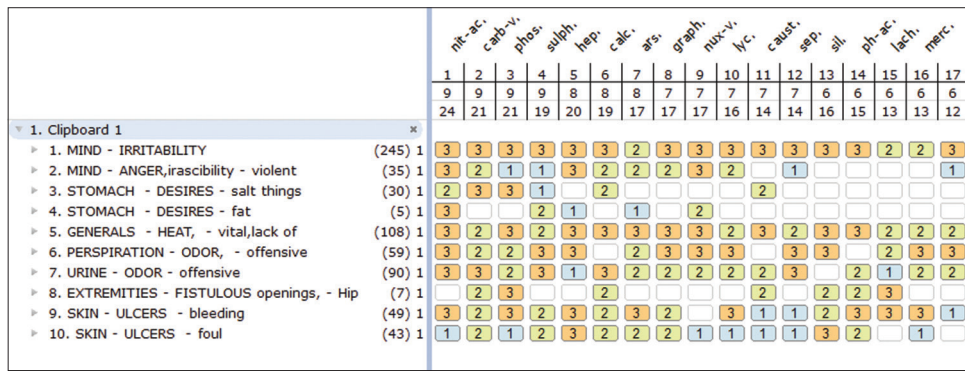 nit-ac. carb-v. phos. sulph. hep. calc. ars. graph. nux-v. lyc. caust. sep. sil. ph-ac. lach. merc.
1 2 3 4 5 6 7 8 9 10 11 12 13 14 15 16 17
9 9 9 9 8 8 8 7 7 7 7 7 6 6 6 6 6
24 21 21 19 20 19 17 17 17 16 14 14 16 15 13 13 12
1. Clipboard 1 ×
1. MIND - IRRITABILITY (245) 1 3 3 3 3 3 3 2 3 3 3 3 3 3 3 2 2 3
2. MIND - ANGER,irascibility - violent (35) 1 3 2 1 1 3 2 2 2 3 2 1 1
3. STOMACH - DESIRES - salt things (30) 1 2 3 3 1 2 2
4. STOMACH - DESIRES - fat (5) 1 3 2 1 1 2
5. GENERALS - HEAT, - vital,lack of (108) 1 3 2 3 2 3 3 3 3 3 2 3 2 3 3 2 2 2
6. PERSPIRATION - ODOR, - offensive (59) 1 3 2 2 3 3 2 3 3 3 3 3 2 3 3
7. URINE - ODOR - offensive (90) 1 3 3 2 3 1 3 2 2 2 2 2 3 2 1 2 2
8. EXTREMITIES - FISTULOUS openings, - Hip (7) 1 2 3 2 2 2 2 3
9. SKIN - ULCERS - bleeding (49) 1 3 2 3 2 3 2 3 2 3 1 1 2 3 3 3 1
10. SKIN - ULCERS - foul (43) 1 1 2 1 2 3 2 2 2 1 1 1 1 3 2 1